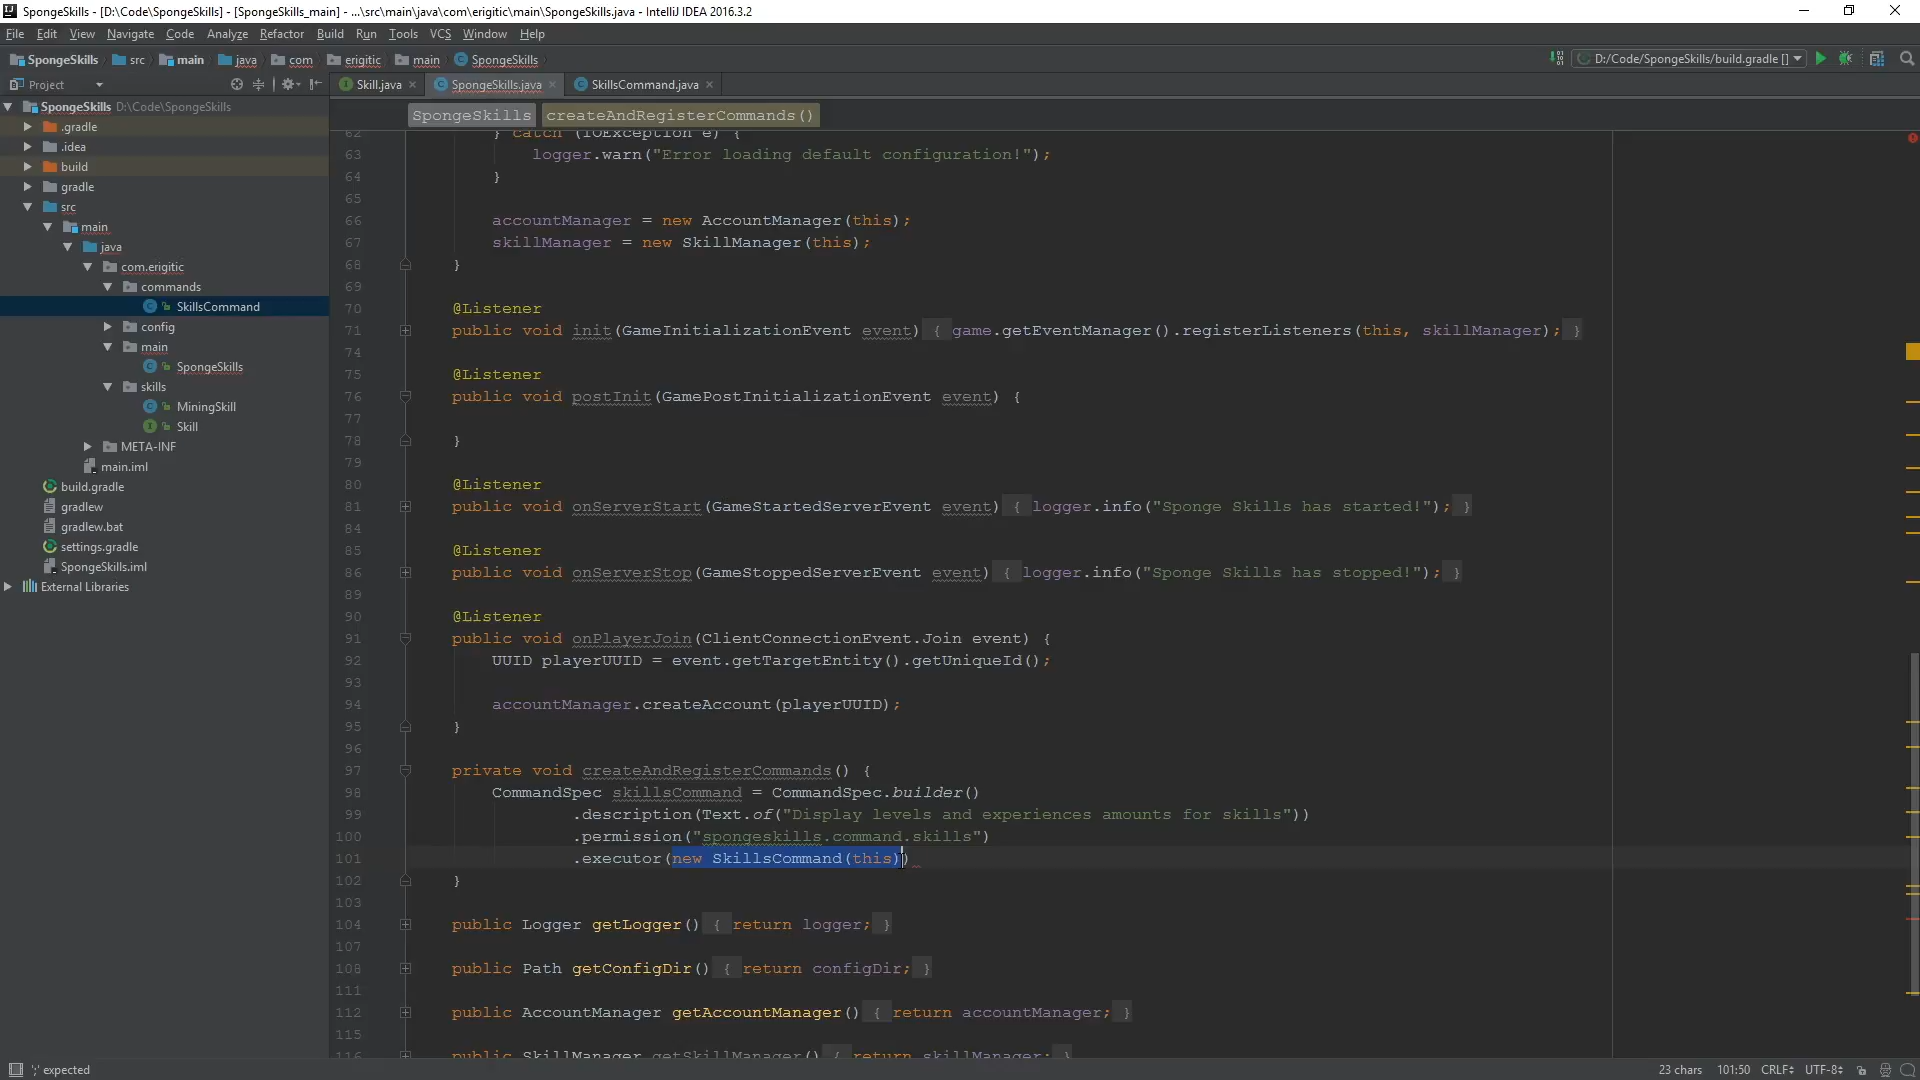 SpongeSkills - [D:\Code\SpongeSkills] - [SpongeSkills_main] - ...\src\main\java\com\erigitic\main\SpongeSkills.java - IntelliJ IDEA 2016.3.2
File Edit View Navigate Code Analyze Refactor Build Run Tools VCS Window Help
SpongeSkills src main java com erigitic main SpongeSkills
D:/Code/SpongeSkills/build.gradle []
Project
Skill.java SpongeSkills.java SkillsCommand.java
SpongeSkills D:\Code\SpongeSkills
.gradle
.idea
build
gradle
src
main
java
com.erigitic
commands
SkillsCommand
config
main
SpongeSkills
skills
MiningSkill
Skill
META-INF
main.iml
build.gradle
gradlew
gradlew.bat
settings.gradle
SpongeSkills.iml
External Libraries
SpongeSkills createAndRegisterCommands()
62 } catch (IOException e) {
63 logger.warn("Error loading default configuration!");
64 }
65
66 accountManager = new AccountManager(this);
67 skillManager = new SkillManager(this);
68 }
69
70 @Listener
71 public void init(GameInitializationEvent event) { game.getEventManager().registerListeners(this, skillManager); }
74
75 @Listener
76 public void postInit(GamePostInitializationEvent event) {
77
78 }
79
80 @Listener
81 public void onServerStart(GameStartedServerEvent event) { logger.info("Sponge Skills has started!"); }
84
85 @Listener
86 public void onServerStop(GameStoppedServerEvent event) { logger.info("Sponge Skills has stopped!"); }
89
90 @Listener
91 public void onPlayerJoin(ClientConnectionEvent.Join event) {
92 UUID playerUUID = event.getTargetEntity().getUniqueId();
93
94 accountManager.createAccount(playerUUID);
95 }
96
97 private void createAndRegisterCommands() {
98 CommandSpec skillsCommand = CommandSpec.builder()
99 .description(Text.of("Display levels and experiences amounts for skills"))
100 .permission("spongeskills.command.skills")
101 .executor(new SkillsCommand(this))
102 }
103
104 public Logger getLogger() { return logger; }
107
108 public Path getConfigDir() { return configDir; }
111
112 public AccountManager getAccountManager() { return accountManager; }
115
116 public SkillManager getSkillManager() { return skillManager; }
';' expected
23 chars 101:50 CRLF UTF-8